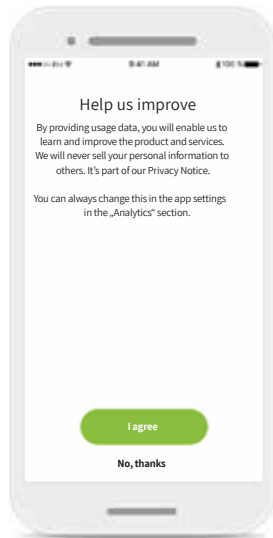 9:41 AM
100 %
Help us improve
By providing usage data, you will enable us to
learn and improve the product and services.
We will never sell your personal information to
others. It's part of our Privacy Notice.
You can always change this in the app settings
in the „Analytics“ section.
I agree
No, thanks